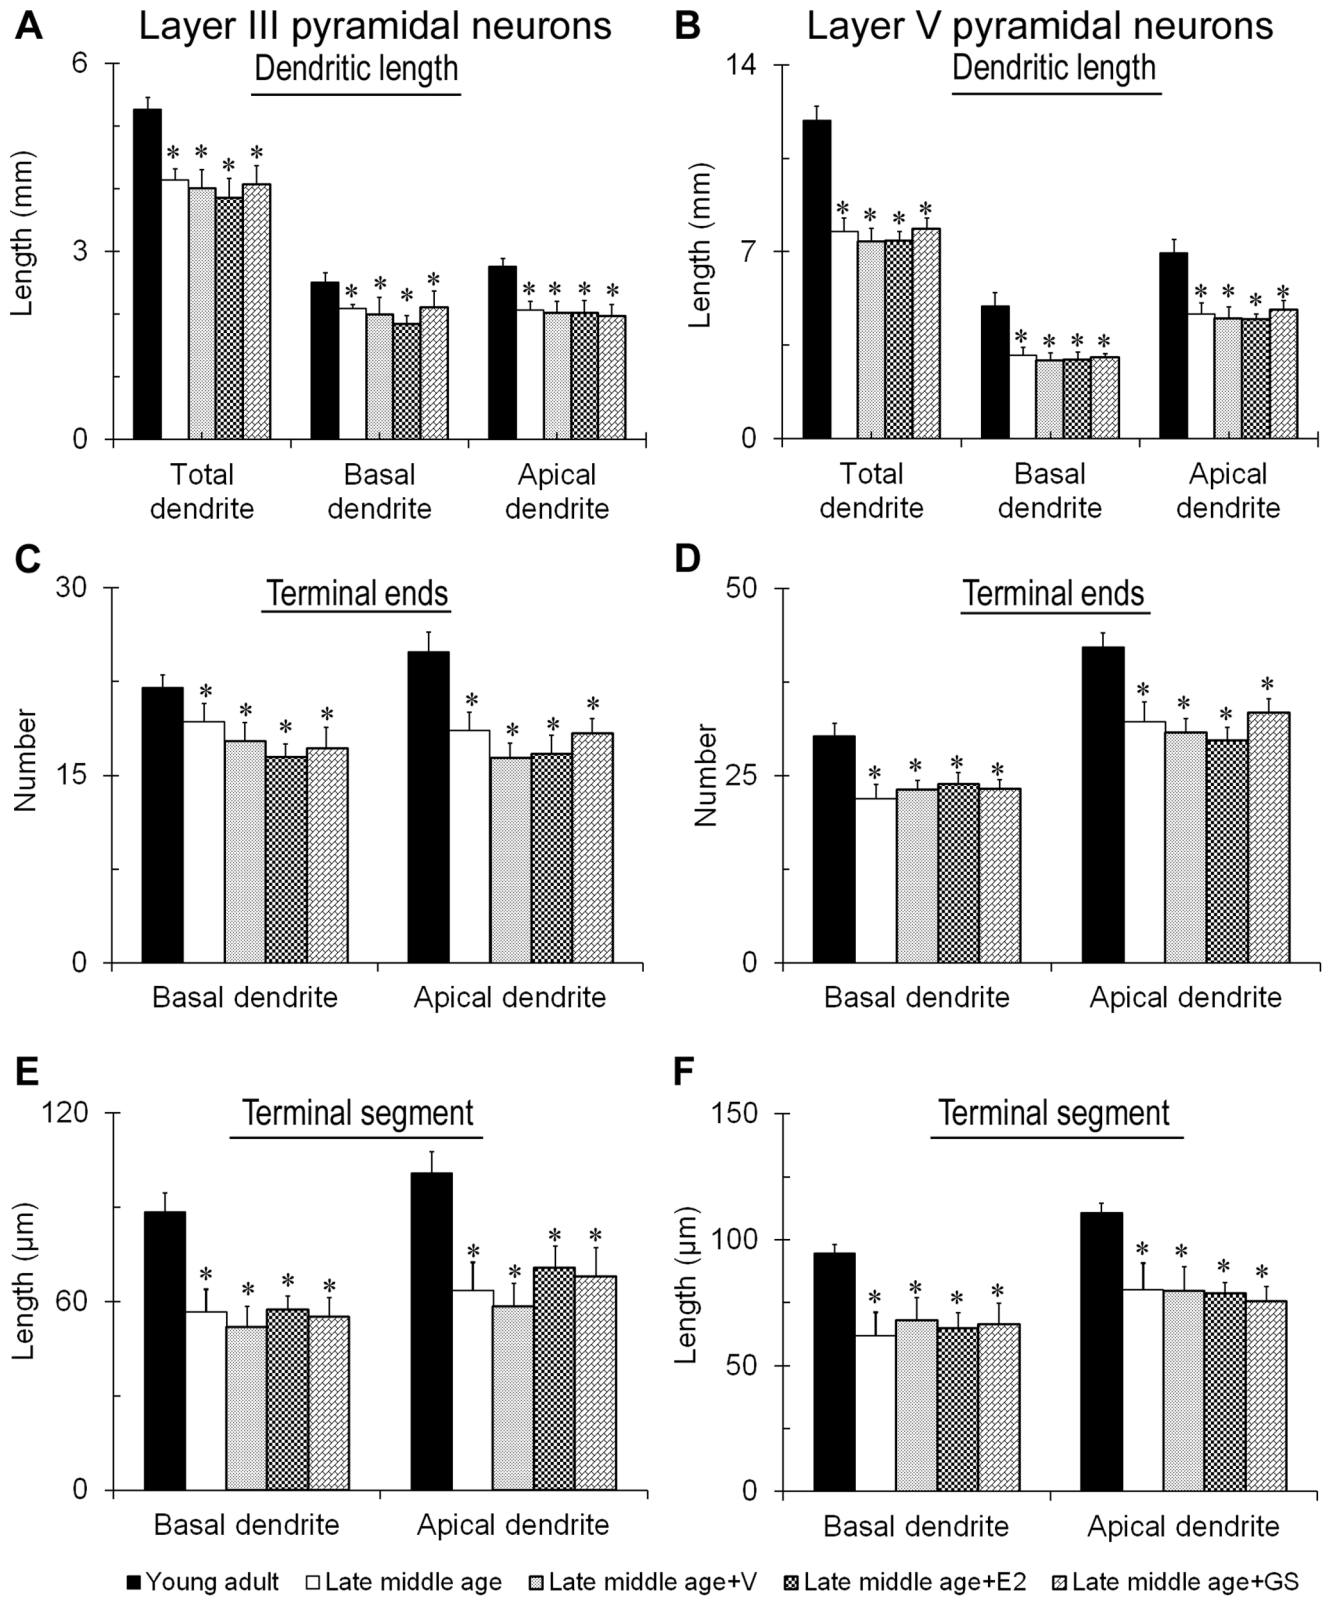 A Layer III pyramidal neurons
Dendritic length
6
3
0
Length (mm)
* * * *
* * * *
* * * *
Total dendrite
Basal dendrite
Apical dendrite
B Layer V pyramidal neurons
Dendritic length
14
7
0
Length (mm)
* * * *
* * * *
* * * *
Total dendrite
Basal dendrite
Apical dendrite
C
Terminal ends
30
15
0
Number
* * * *
* * * *
Basal dendrite
Apical dendrite
D
Terminal ends
50
25
0
Number
* * * *
* * * *
Basal dendrite
Apical dendrite
E
Terminal segment
120
60
0
Length (µm)
* * * *
* * * *
Basal dendrite
Apical dendrite
F
Terminal segment
150
100
50
0
Length (µm)
* * * *
* * * *
Basal dendrite
Apical dendrite
Young adult
Late middle age
Late middle age+V
Late middle age+E2
Late middle age+GS